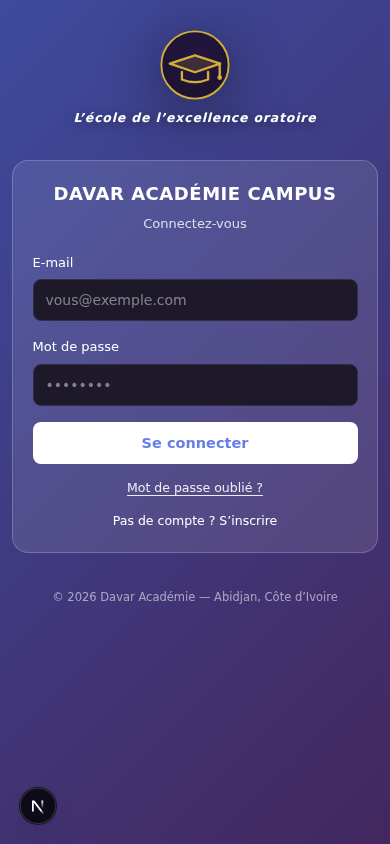 L’école de l’excellence oratoire
DAVAR ACADÉMIE CAMPUS
Connectez-vous
E-mail
vous@exemple.com
Mot de passe
••••••••
Se connecter
Mot de passe oublié ?
Pas de compte ? S’inscrire
© 2026 Davar Académie — Abidjan, Côte d’Ivoire
N